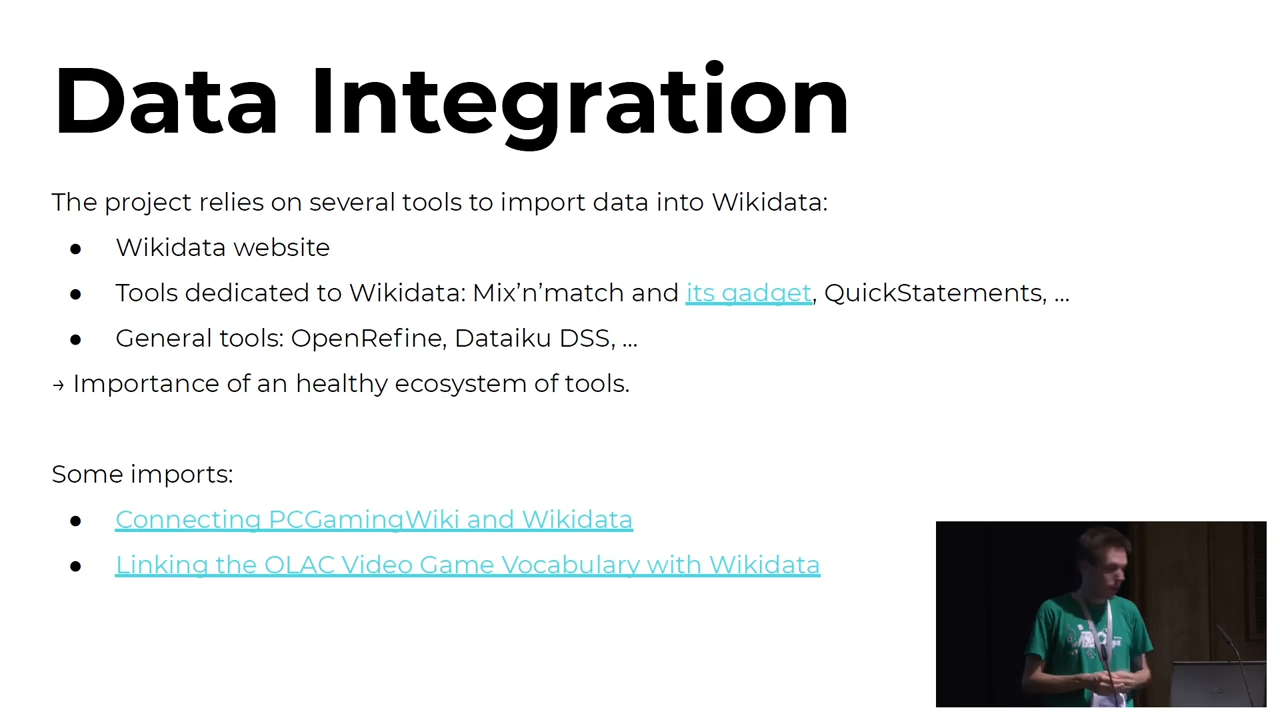 Data Integration
The project relies on several tools to import data into Wikidata:
● Wikidata website
● Tools dedicated to Wikidata: Mix’n’match and its gadget, QuickStatements, ...
● General tools: OpenRefine, Dataiku DSS, ...
→ Importance of an healthy ecosystem of tools.
Some imports:
● Connecting PCGamingWiki and Wikidata
● Linking the OLAC Video Game Vocabulary with Wikidata